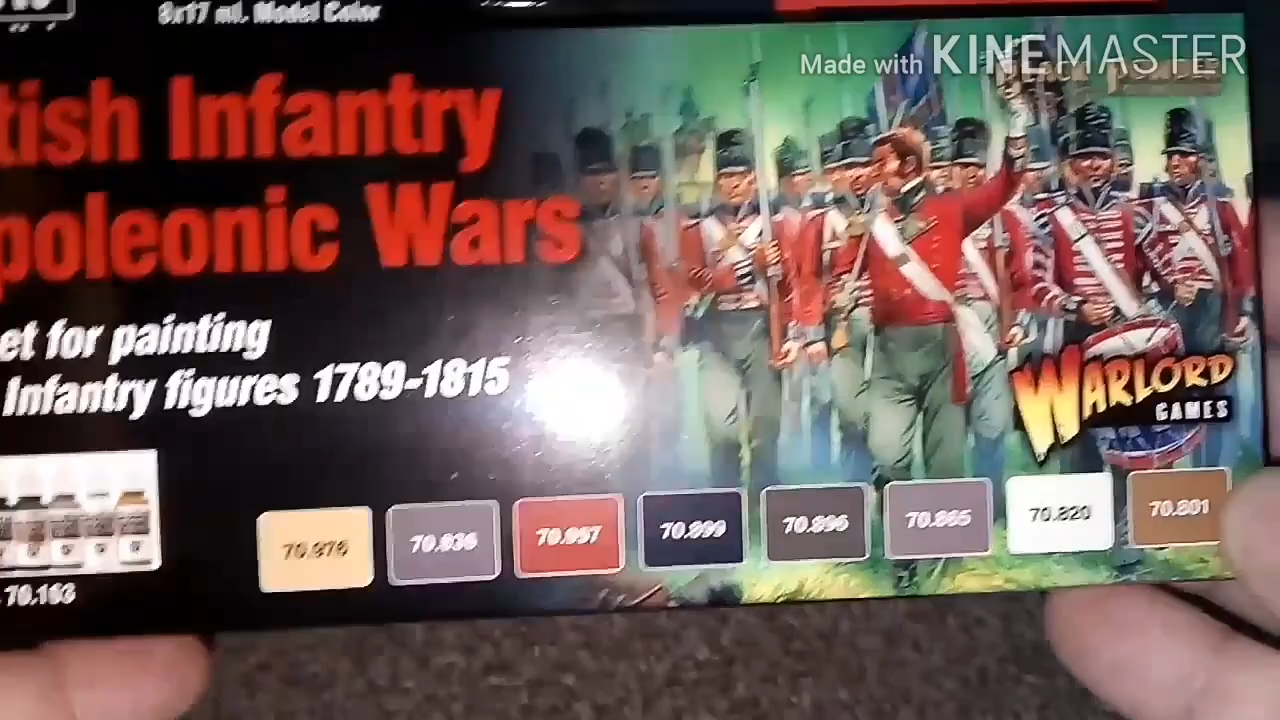 8x17 ml. Model Color
Made with KINEMASTER
tish Infantry
poleonic Wars
et for painting
Infantry figures 1789-1815
WARLORD
GAMES
70.976
70.836
70.957
70.899
70.896
70.865
70.820
70.801
70.163